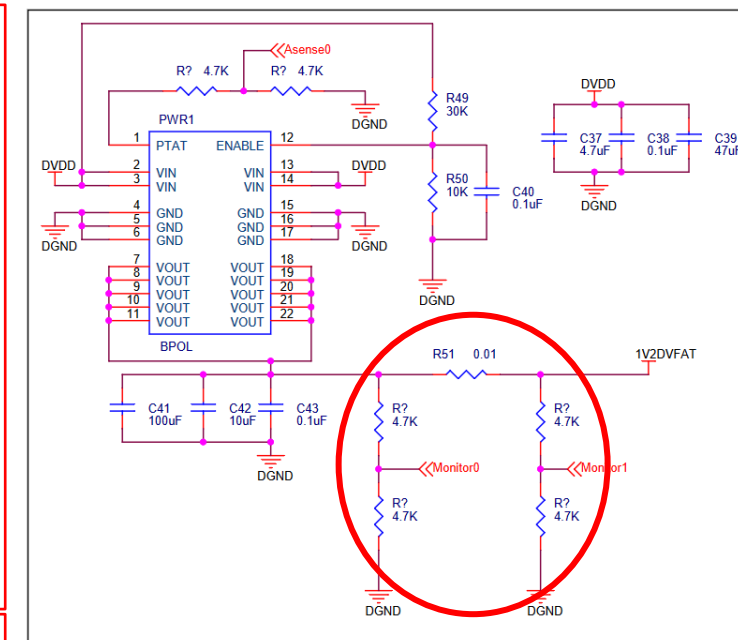 Asense0
R? 4.7K R? 4.7K
DGND
R49
30K
PWR1
1 PTAT ENABLE 12
DVDD 2 VIN VIN 13 DVDD
3 VIN VIN 14
4 GND GND 15
5 GND GND 16
6 GND GND 17
DGND DGND
7 VOUT VOUT 18
8 VOUT VOUT 19
9 VOUT VOUT 20
10 VOUT VOUT 21
11 VOUT VOUT 22
BPOL
R50
10K
C40
0.1uF
DGND
DVDD
C37
4.7uF
C38
0.1uF
C39
47uF
DGND
R51 0.01
1V2DVFAT
C41
100uF
C42
10uF
C43
0.1uF
DGND
R?
4.7K
R?
4.7K
Monitor0
Monitor1
R?
4.7K
R?
4.7K
DGND
DGND